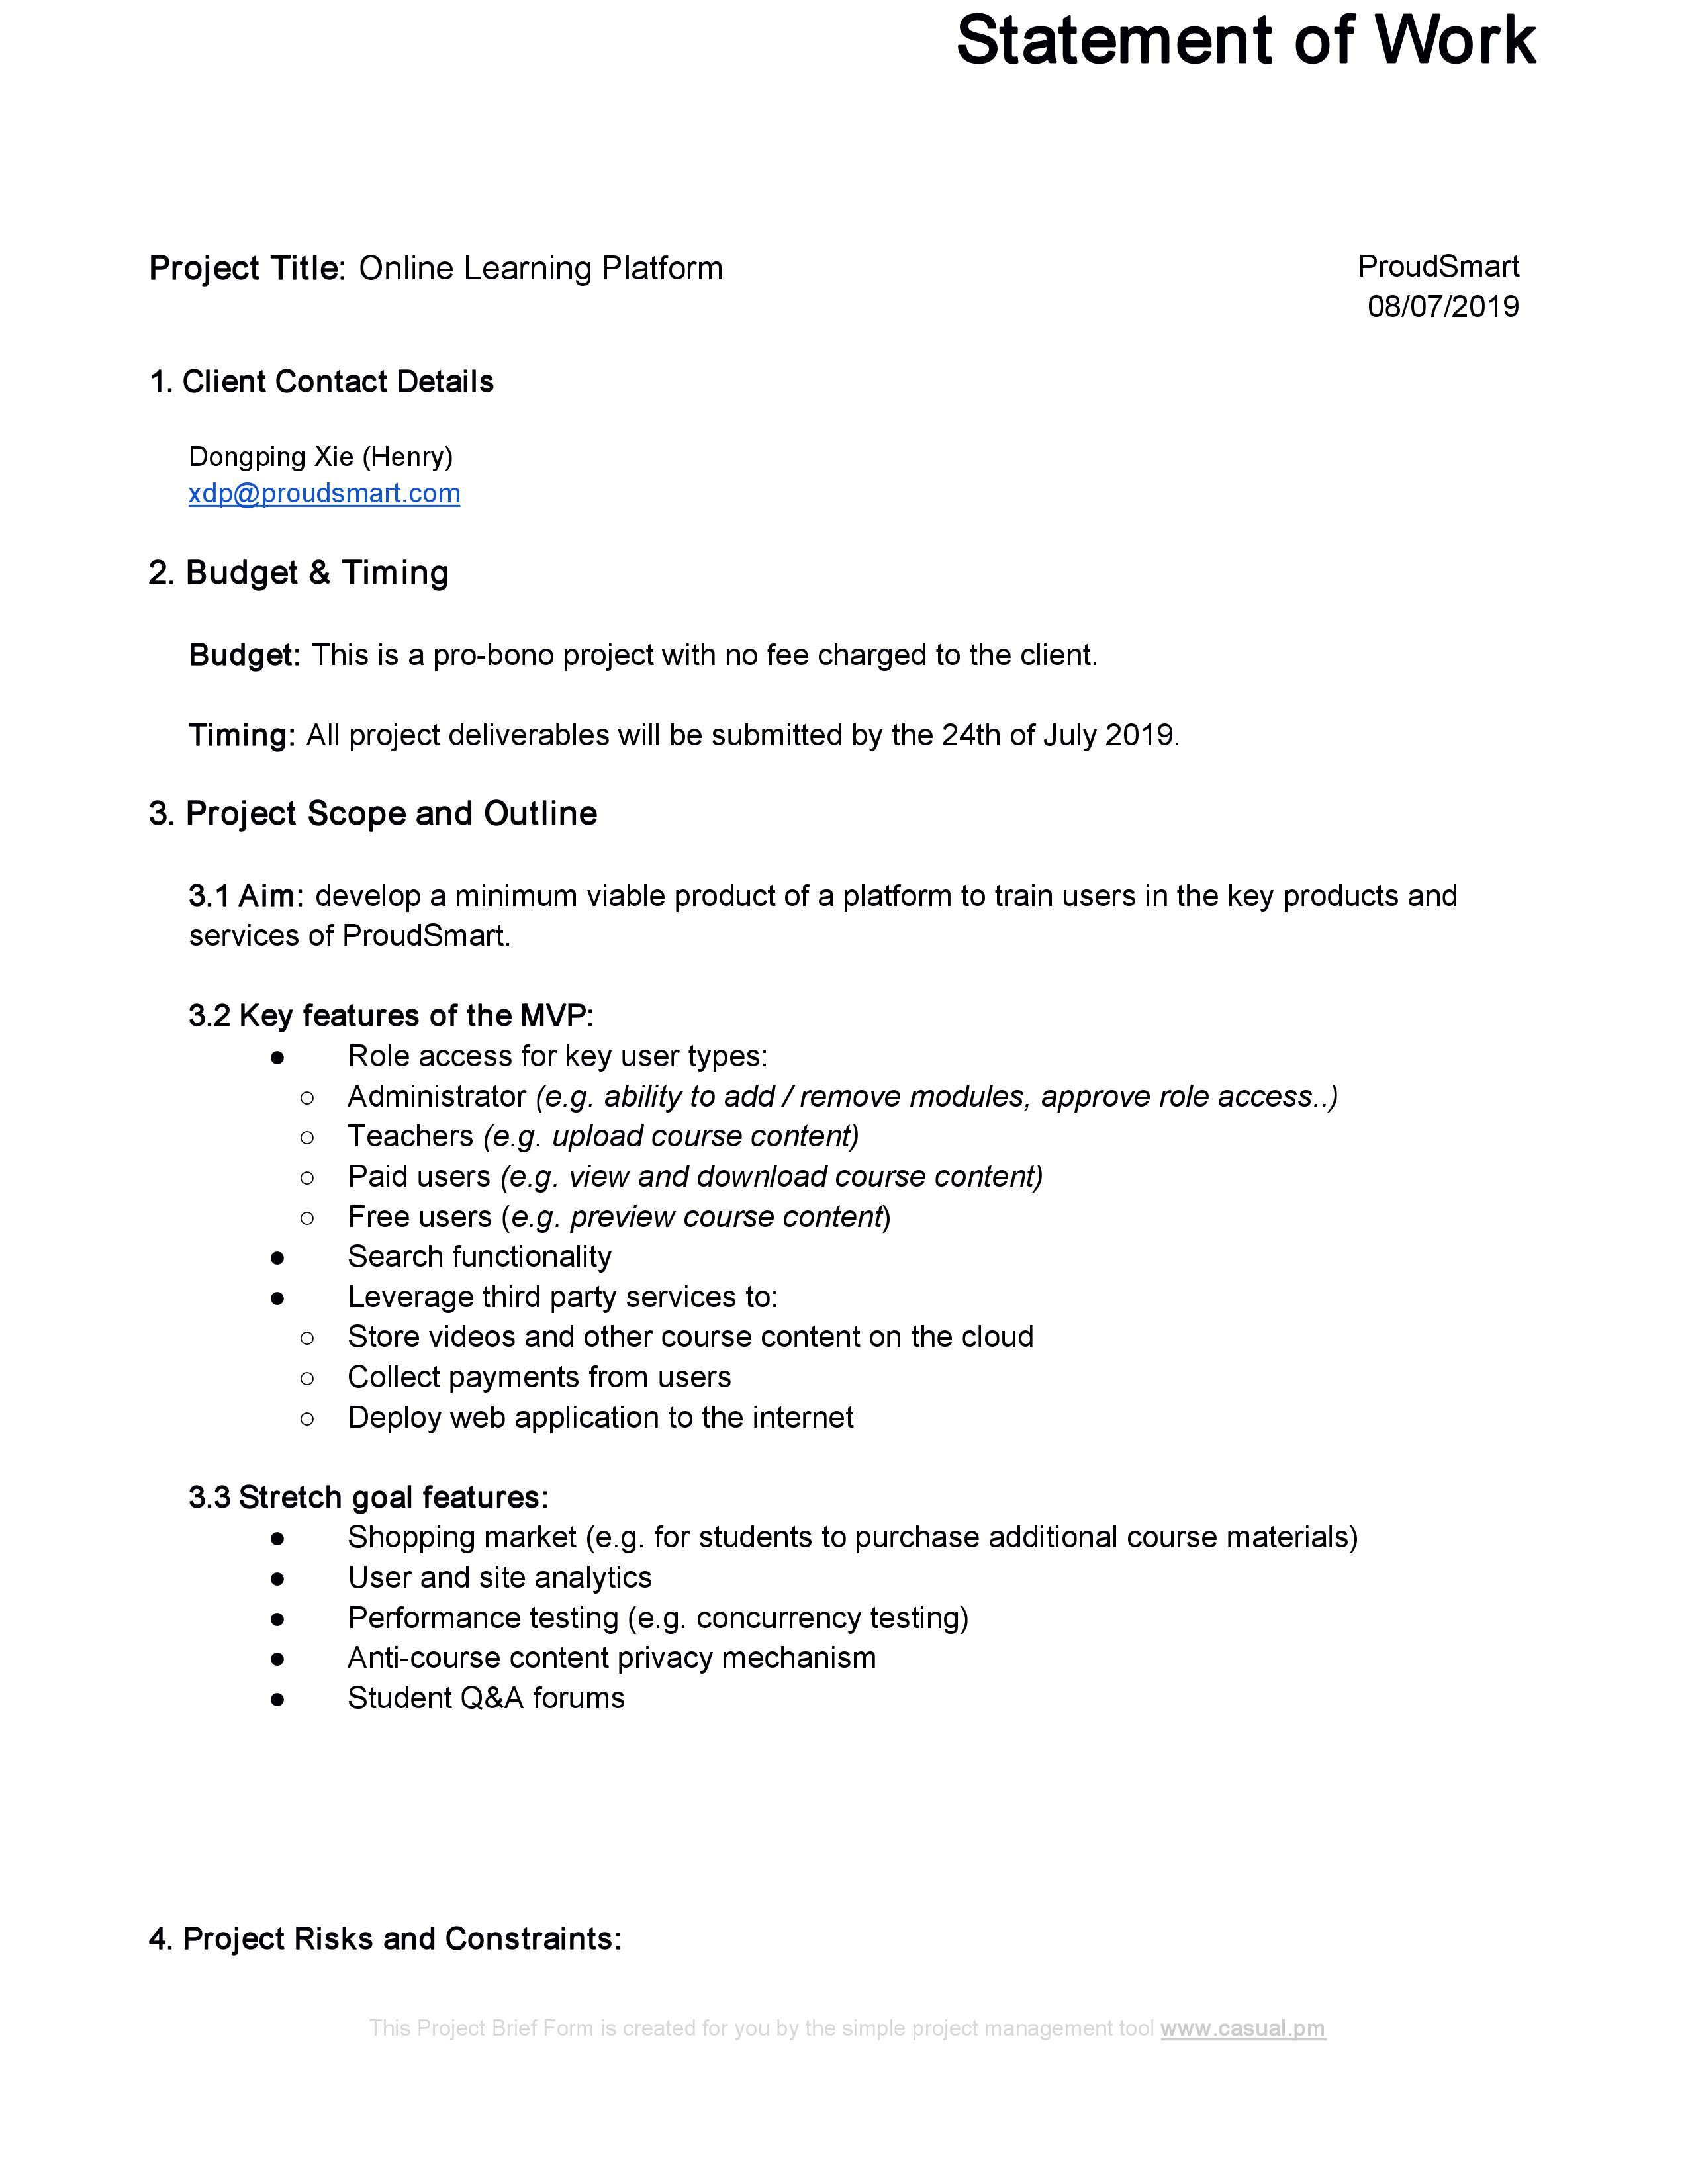 Statement of Work
Project Title: Online Learning Platform
ProudSmart
08/07/2019
1. Client Contact Details
Dongping Xie (Henry)
xdp@proudsmart.com
2. Budget & Timing
Budget: This is a pro-bono project with no fee charged to the client.
Timing: All project deliverables will be submitted by the 24th of July 2019.
3. Project Scope and Outline
3.1 Aim: develop a minimum viable product of a platform to train users in the key products and
services of ProudSmart.
3.2 Key features of the MVP:
● Role access for key user types:
○ Administrator (e.g. ability to add / remove modules, approve role access..)
○ Teachers (e.g. upload course content)
○ Paid users (e.g. view and download course content)
○ Free users (e.g. preview course content)
● Search functionality
● Leverage third party services to:
○ Store videos and other course content on the cloud
○ Collect payments from users
○ Deploy web application to the internet
3.3 Stretch goal features:
● Shopping market (e.g. for students to purchase additional course materials)
● User and site analytics
● Performance testing (e.g. concurrency testing)
● Anti-course content privacy mechanism
● Student Q&A forums
4. Project Risks and Constraints:
This Project Brief Form is created for you by the simple project management tool www.casual.pm